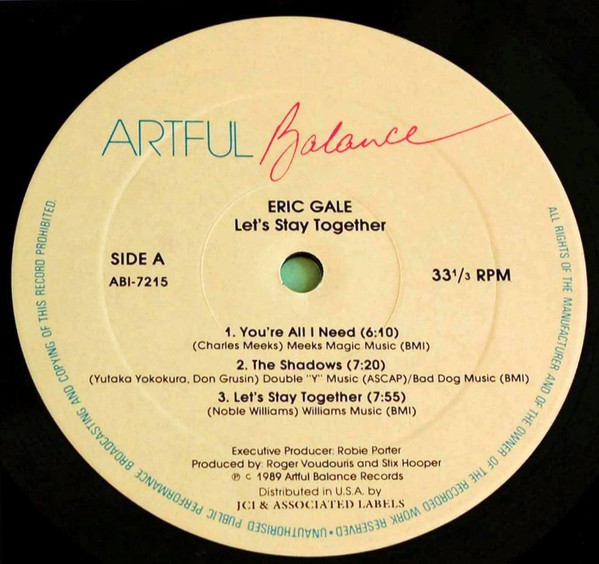 ARTFUL Balance
ERIC GALE
Let's Stay Together
SIDE A
ABI-7215
33¹/₃ RPM
1. You're All I Need (6:10)
(Charles Meeks) Meeks Magic Music (BMI)
2. The Shadows (7:20)
(Yutaka Yokokura, Don Grusin) Double "Y" Music (ASCAP)/Bad Dog Music (BMI)
3. Let's Stay Together (7:55)
(Noble Williams) Williams Music (BMI)
Executive Producer: Robie Porter
Produced by: Roger Voudouris and Stix Hooper
℗ © 1989 Artful Balance Records
Distributed in U.S.A. by
JCI & ASSOCIATED LABELS
ALL RIGHTS OF THE MANUFACTURER AND OF THE OWNER OF THE RECORDED WORK RESERVED • UNAUTHORISED PUBLIC PERFORMANCE BROADCASTING AND COPYING OF THIS RECORD PROHIBITED.